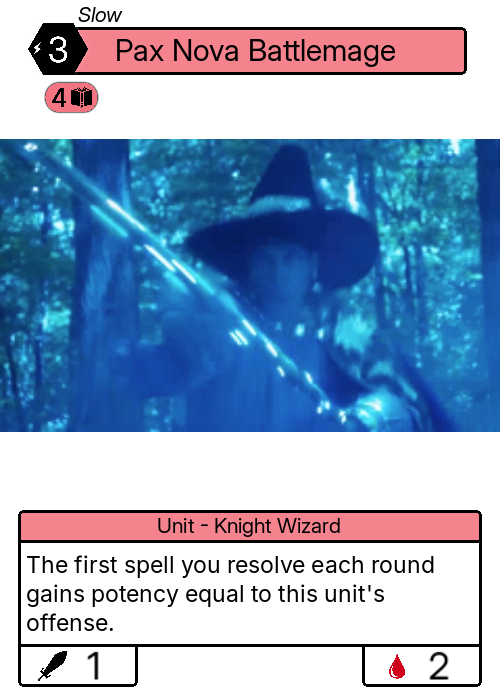 Slow
3 Pax Nova Battlemage
4
Unit - Knight Wizard
The first spell you resolve each round
gains potency equal to this unit's
offense.
1 2